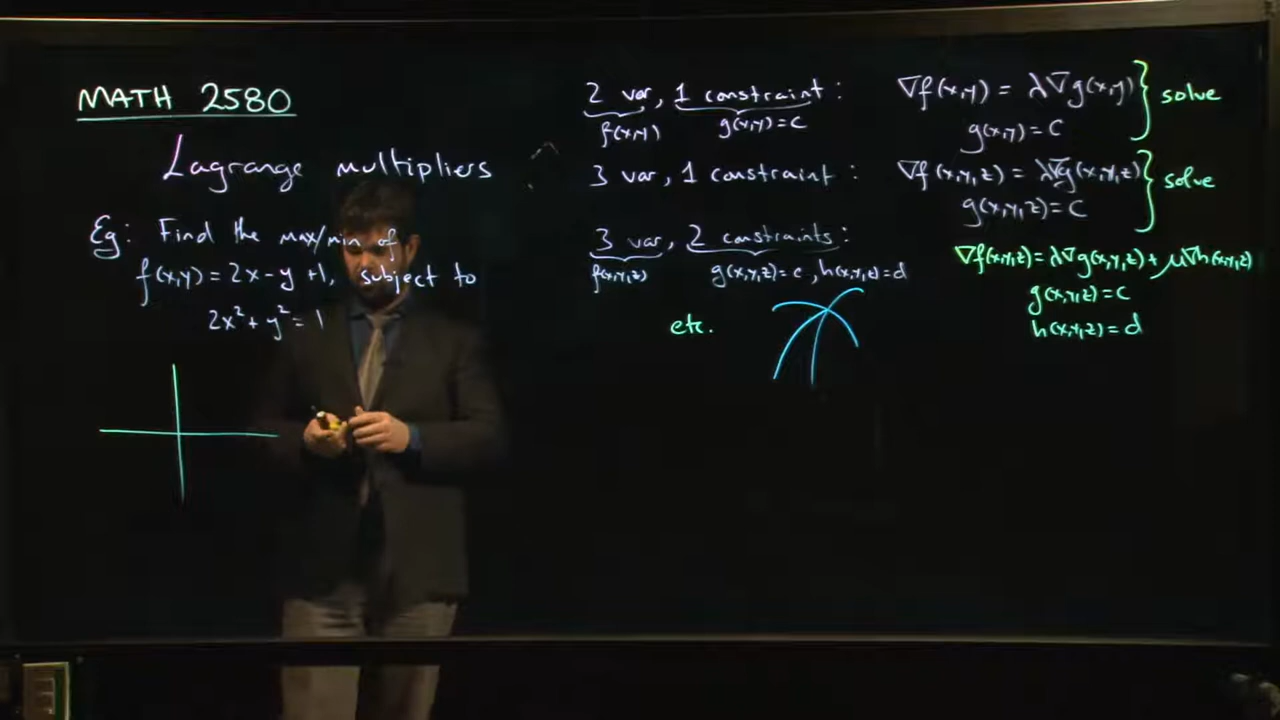 MATH 2580
Lagrange multipliers
Eg: Find the max/min of
f(x,y) = 2x - y + 1, subject to
2x² + y² = 1
2 var, 1 constraint : ∇f(x,y) = λ∇g(x,y) } solve
f(x,y) g(x,y) = c g(x,y) = C
3 var, 1 constraint : ∇f(x,y,z) = λ∇g(x,y,z) } solve
g(x,y,z) = C
3 var, 2 constraints :
f(x,y,z) g(x,y,z) = c, h(x,y,z) = d
∇f(x,y,z) = λ∇g(x,y,z) + μ∇h(x,y,z)
g(x,y,z) = c
h(x,y,z) = d
etc.